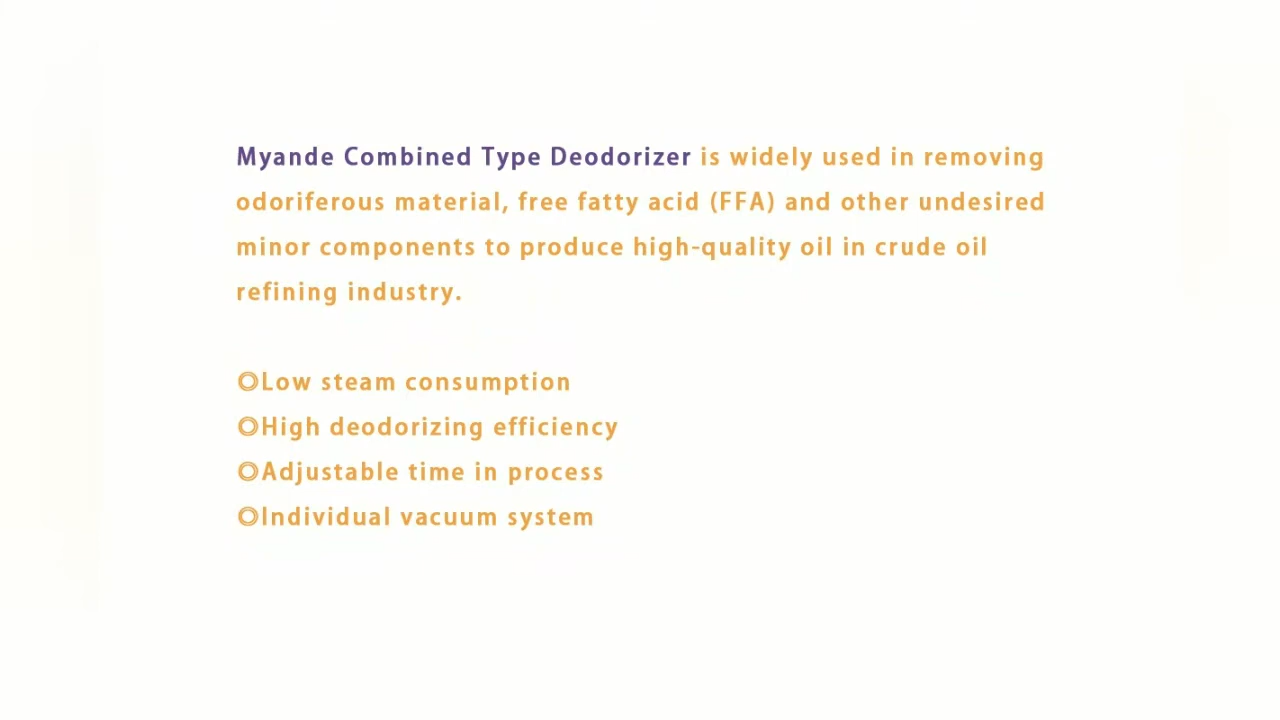 Myande Combined Type Deodorizer is widely used in removing
odoriferous material, free fatty acid (FFA) and other undesired
minor components to produce high-quality oil in crude oil
refining industry.
◎Low steam consumption
◎High deodorizing efficiency
◎Adjustable time in process
◎Individual vacuum system